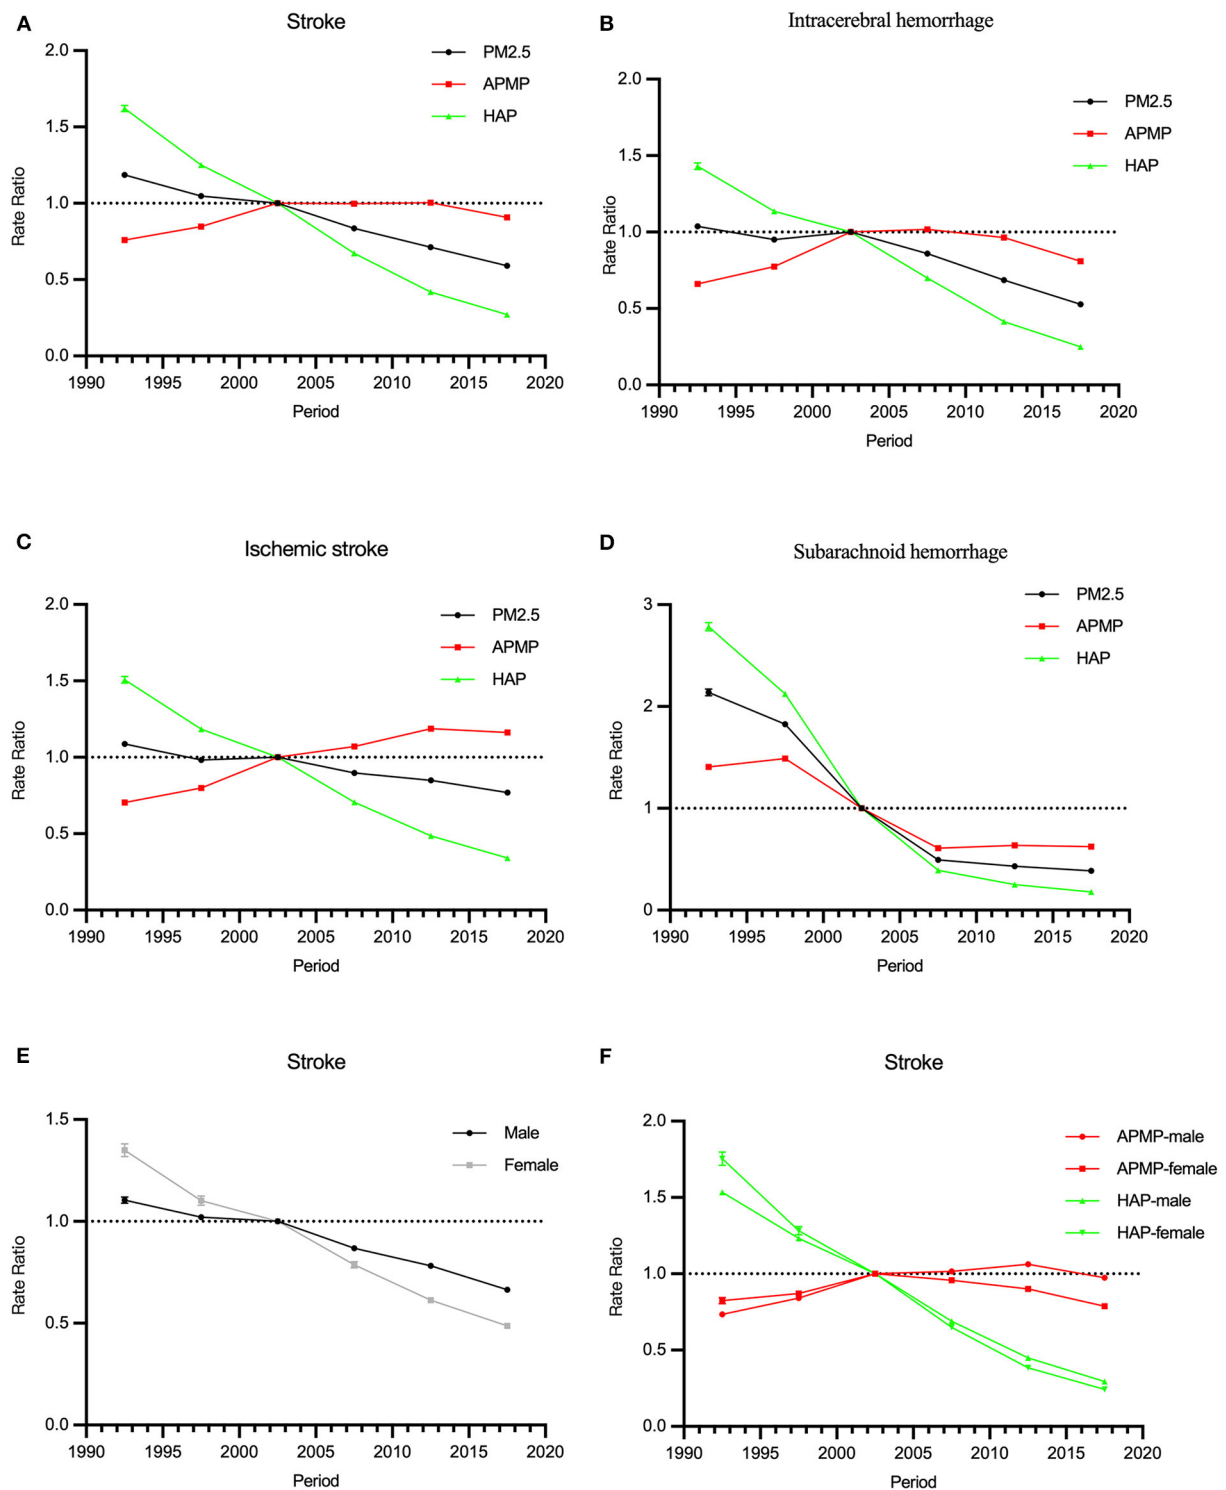 A
Stroke
PM2.5
APMP
HAP
2.0
1.5
1.0
0.5
0.0
Rate Ratio
1990 1995 2000 2005 2010 2015 2020
Period
B
Intracerebral hemorrhage
PM2.5
APMP
HAP
2.0
1.5
1.0
0.5
0.0
Rate Ratio
1990 1995 2000 2005 2010 2015 2020
Period
C
Ischemic stroke
PM2.5
APMP
HAP
2.0
1.5
1.0
0.5
0.0
Rate Ratio
1990 1995 2000 2005 2010 2015 2020
Period
D
Subarachnoid hemorrhage
PM2.5
APMP
HAP
3
2
1
0
Rate Ratio
1990 1995 2000 2005 2010 2015 2020
Period
E
Stroke
Male
Female
1.5
1.0
0.5
0.0
Rate Ratio
1990 1995 2000 2005 2010 2015 2020
Period
F
Stroke
APMP-male
APMP-female
HAP-male
HAP-female
2.0
1.5
1.0
0.5
0.0
Rate Ratio
1990 1995 2000 2005 2010 2015 2020
Period